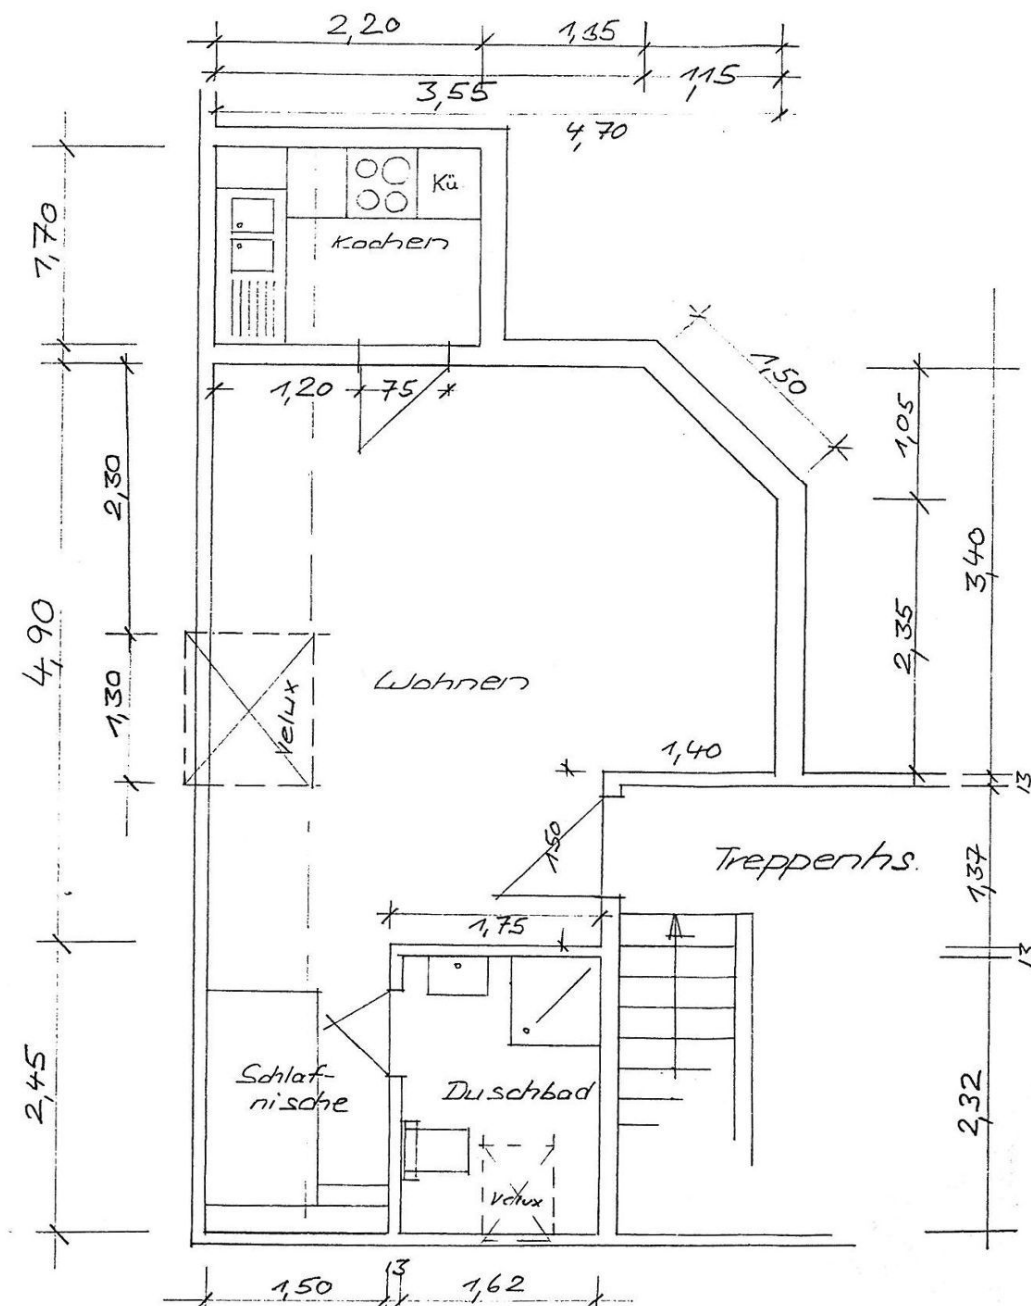 2,20
1,35
3,55
1,15
4,70
1,70
Kü
Kochen
1,50
1,20
75
1,05
2,30
3,40
4,90
2,35
1,30
Velux
Wohnen
1,40
13
1,50
Treppenhs.
1,37
1,75
13
2,45
Schlaf-
nische
Duschbad
2,32
Velux
1,50
13
1,62